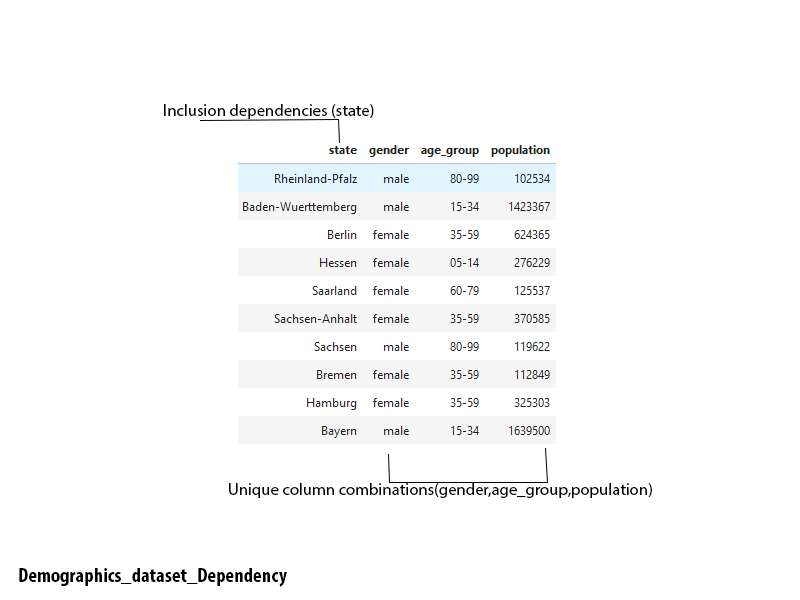 Inclusion dependencies (state)
state gender age_group population
Rheinland-Pfalz male 80-99 102534
Baden-Wuerttemberg male 15-34 1423367
Berlin female 35-59 624365
Hessen female 05-14 276229
Saarland female 60-79 125537
Sachsen-Anhalt female 35-59 370585
Sachsen male 80-99 119622
Bremen female 35-59 112849
Hamburg female 35-59 325303
Bayern male 15-34 1639500
Unique column combinations(gender,age_group,population)
Demographics_dataset_Dependency